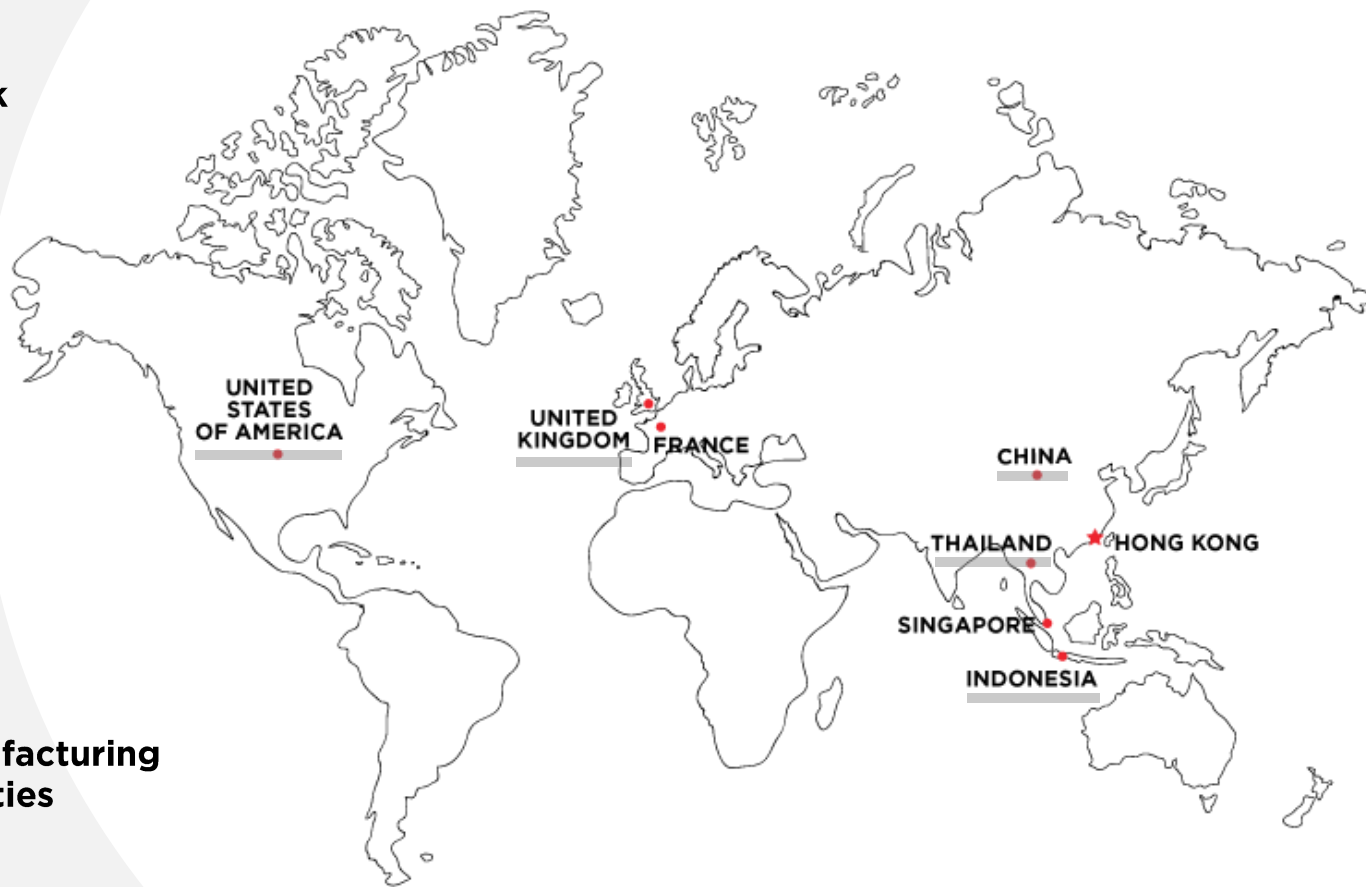 UNITED
STATES
OF AMERICA
UNITED
KINGDOM
FRANCE
CHINA
THAILAND
HONG KONG
SINGAPORE
INDONESIA
facturing
ties